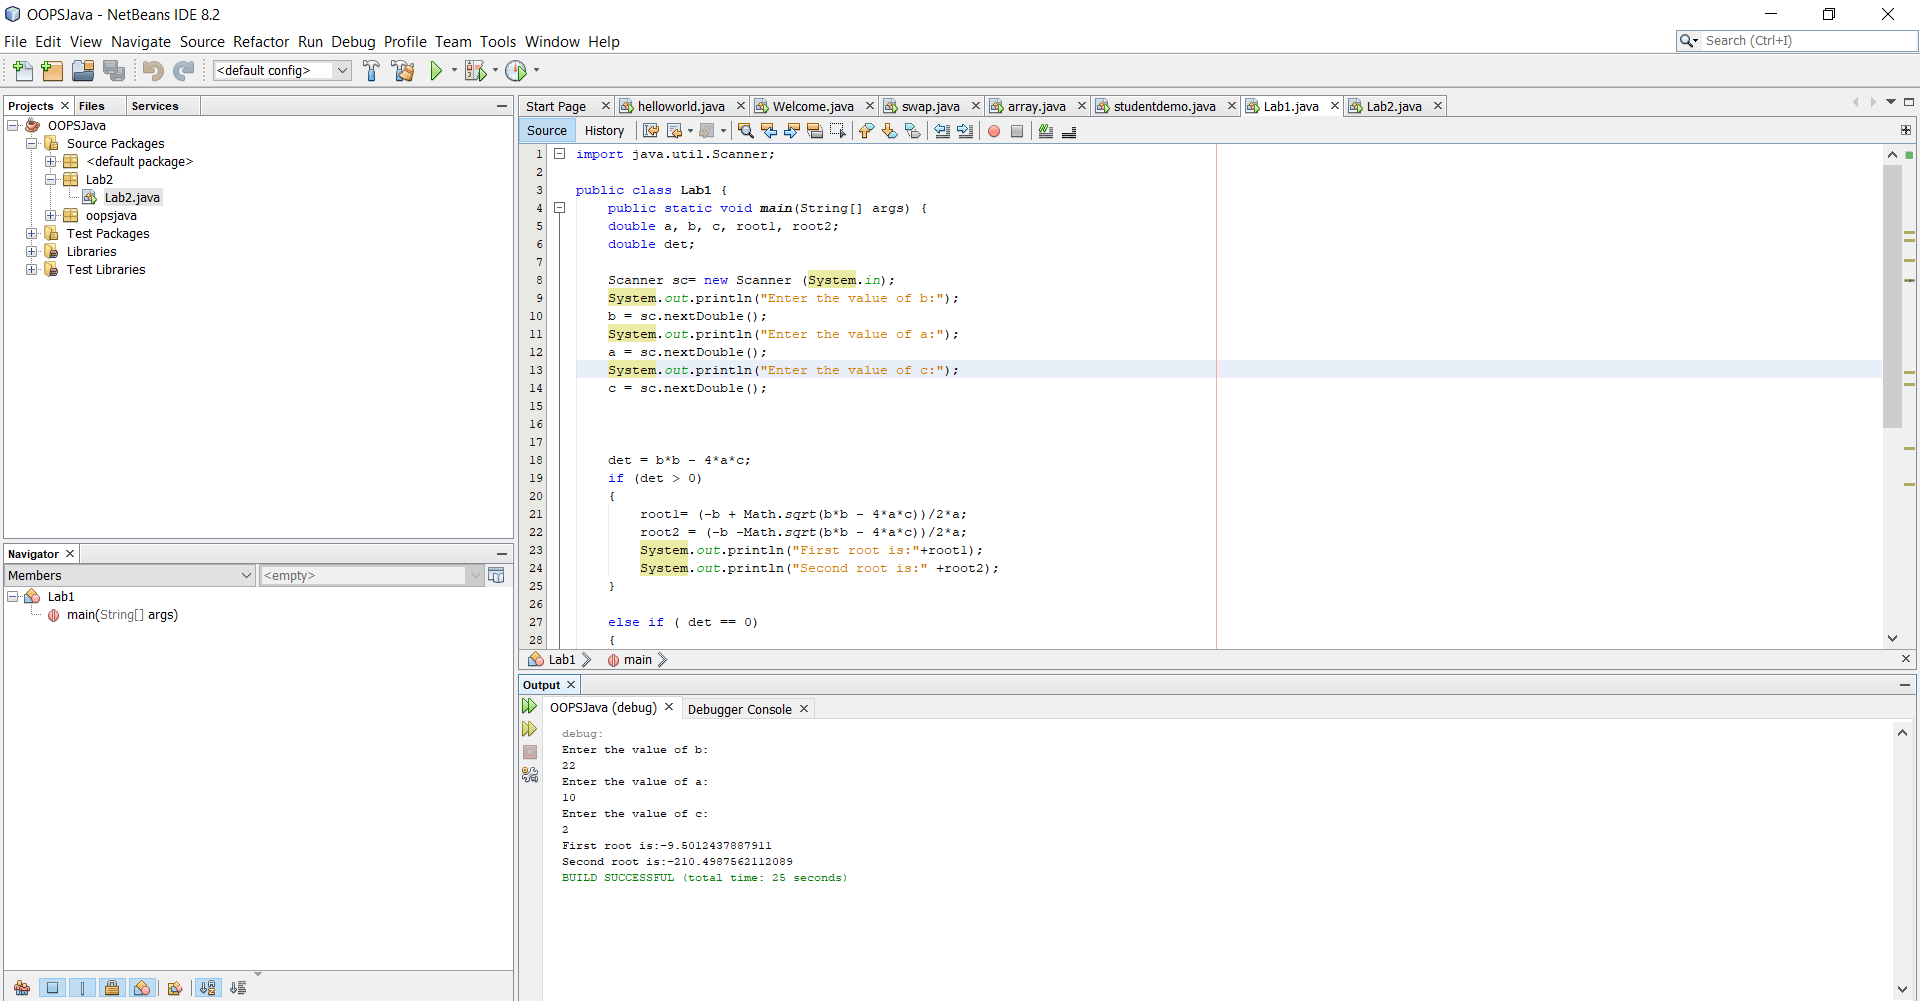 OOPSJava - NetBeans IDE 8.2
File Edit View Navigate Source Refactor Run Debug Profile Team Tools Window Help
Search (Ctrl+I)
<default config>
Projects Files Services
OOPSJava
Source Packages
<default package>
Lab2
Lab2.java
oopsjava
Test Packages
Libraries
Test Libraries
Navigator
Members <empty>
Lab1
main(String[] args)
Start Page helloworld.java Welcome.java swap.java array.java studentdemo.java Lab1.java Lab2.java
Source History
1 import java.util.Scanner;
2
3 public class Lab1 {
4 public static void main(String[] args) {
5 double a, b, c, root1, root2;
6 double det;
7
8 Scanner sc= new Scanner (System.in);
9 System.out.println("Enter the value of b:");
10 b = sc.nextDouble();
11 System.out.println("Enter the value of a:");
12 a = sc.nextDouble();
13 System.out.println("Enter the value of c:");
14 c = sc.nextDouble();
15
16
17
18 det = b*b - 4*a*c;
19 if (det > 0)
20 {
21 root1= (-b + Math.sqrt(b*b - 4*a*c))/2*a;
22 root2 = (-b -Math.sqrt(b*b - 4*a*c))/2*a;
23 System.out.println("First root is:"+root1);
24 System.out.println("Second root is:" +root2);
25 }
26
27 else if ( det == 0)
28 {
Lab1 main
Output
OOPSJava (debug) Debugger Console
debug:
Enter the value of b:
22
Enter the value of a:
10
Enter the value of c:
2
First root is:-9.5012437887911
Second root is:-210.4987562112089
BUILD SUCCESSFUL (total time: 25 seconds)